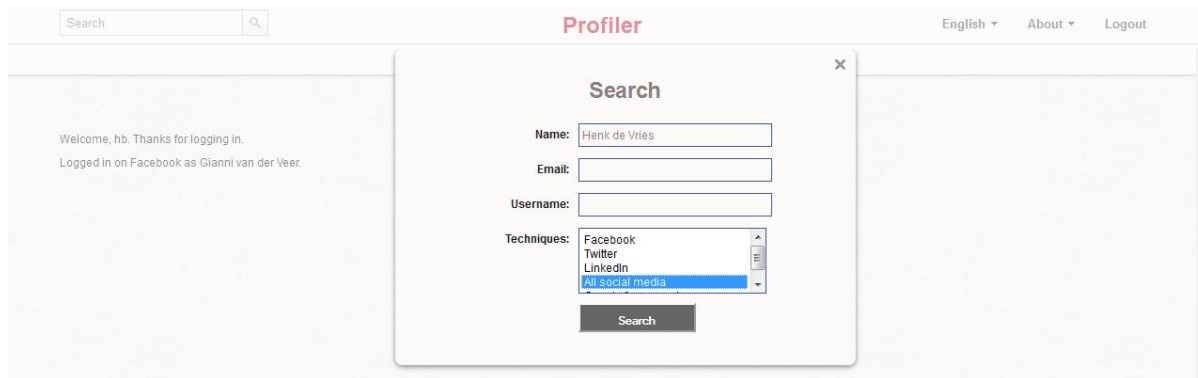 Search
Profiler
English
About
Logout
Search
Name: Henk de Vries
Email:
Username:
Techniques: Facebook
Twitter
LinkedIn
All social media
Search
Welcome, hb. Thanks for logging in.
Logged in on Facebook as Gianni van der Veer.